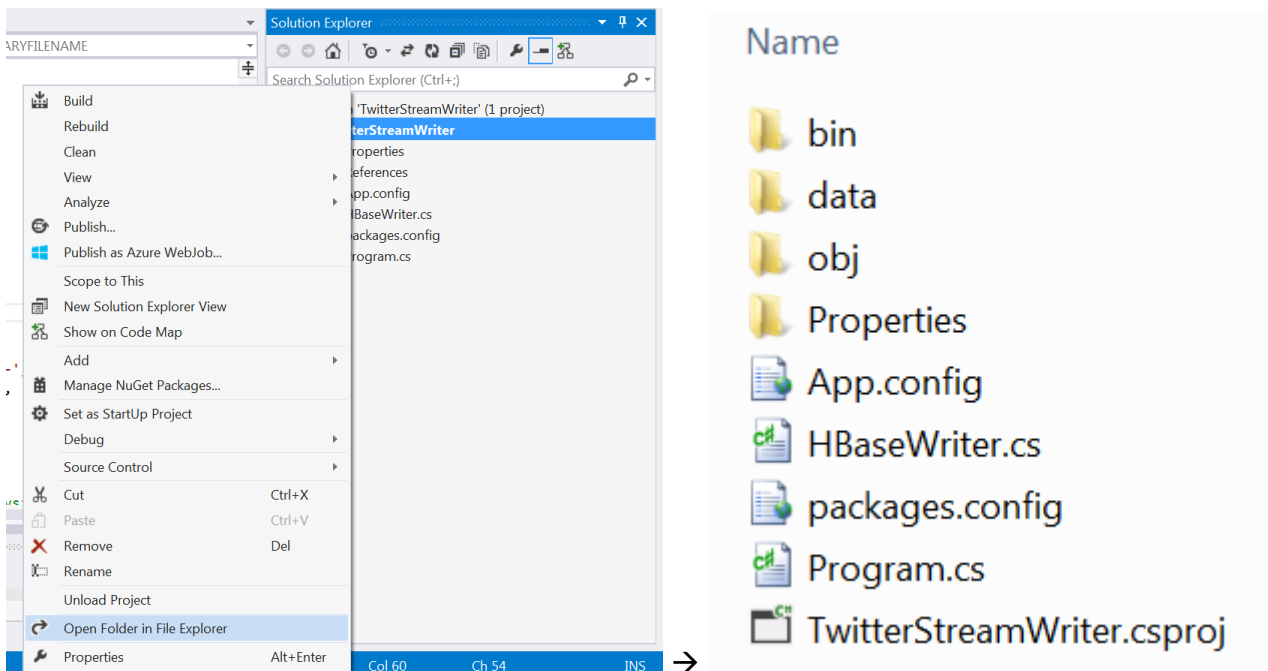 Solution Explorer
ARYFILENAME
Search Solution Explorer (Ctrl+;)
'TwitterStreamWriter' (1 project)
terStreamWriter
roperties
eferences
pp.config
HBaseWriter.cs
ackages.config
rogram.cs
Build
Rebuild
Clean
View
Analyze
Publish...
Publish as Azure WebJob...
Scope to This
New Solution Explorer View
Show on Code Map
Add
Manage NuGet Packages...
Set as StartUp Project
Debug
Source Control
Cut Ctrl+X
Paste Ctrl+V
Remove Del
Rename
Unload Project
Open Folder in File Explorer
Properties Alt+Enter
Col 60 Ch 54 INS
→
Name
bin
data
obj
Properties
App.config
HBaseWriter.cs
packages.config
Program.cs
TwitterStreamWriter.csproj